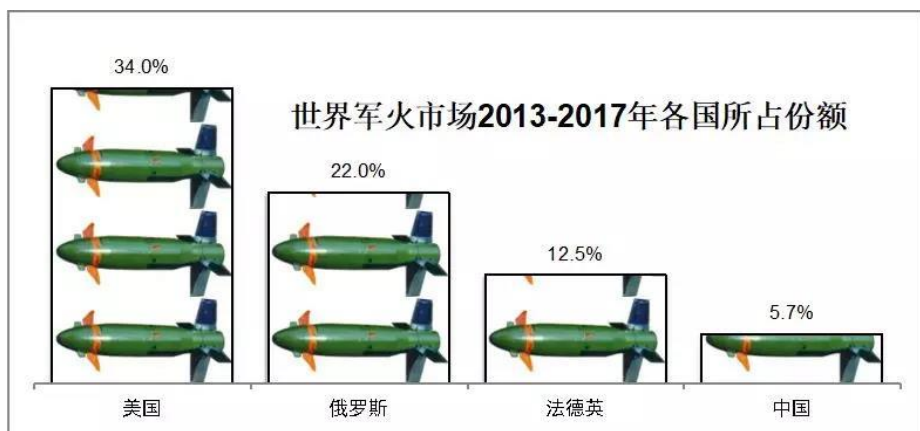 34.0%
世界军火市场2013-2017年各国所占份额
22.0%
12.5%
5.7%
美国
俄罗斯
法德英
中国